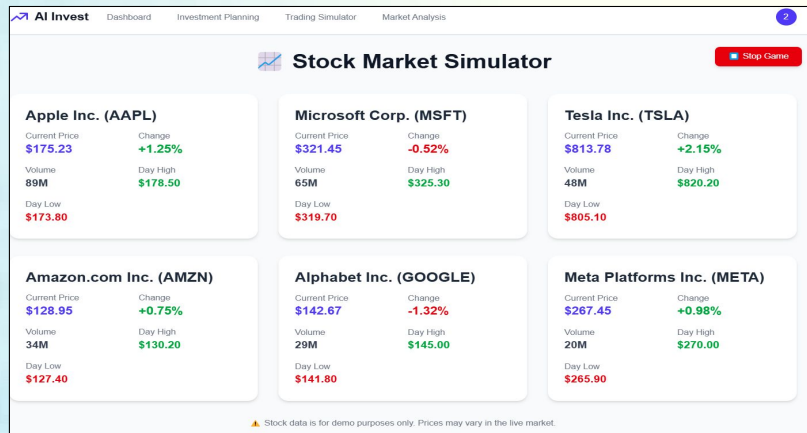 AI Invest Dashboard Investment Planning Trading Simulator Market Analysis 2
Stock Market Simulator
Stop Game
Apple Inc. (AAPL)
Current Price Change
$175.23 +1.25%
Volume Day High
89M $178.50
Day Low
$173.80
Microsoft Corp. (MSFT)
Current Price Change
$321.45 -0.52%
Volume Day High
65M $325.30
Day Low
$319.70
Tesla Inc. (TSLA)
Current Price Change
$813.78 +2.15%
Volume Day High
48M $820.20
Day Low
$805.10
Amazon.com Inc. (AMZN)
Current Price Change
$128.95 +0.75%
Volume Day High
34M $130.20
Day Low
$127.40
Alphabet Inc. (GOOGLE)
Current Price Change
$142.67 -1.32%
Volume Day High
29M $145.00
Day Low
$141.80
Meta Platforms Inc. (META)
Current Price Change
$267.45 +0.98%
Volume Day High
20M $270.00
Day Low
$265.90
Stock data is for demo purposes only. Prices may vary in the live market.